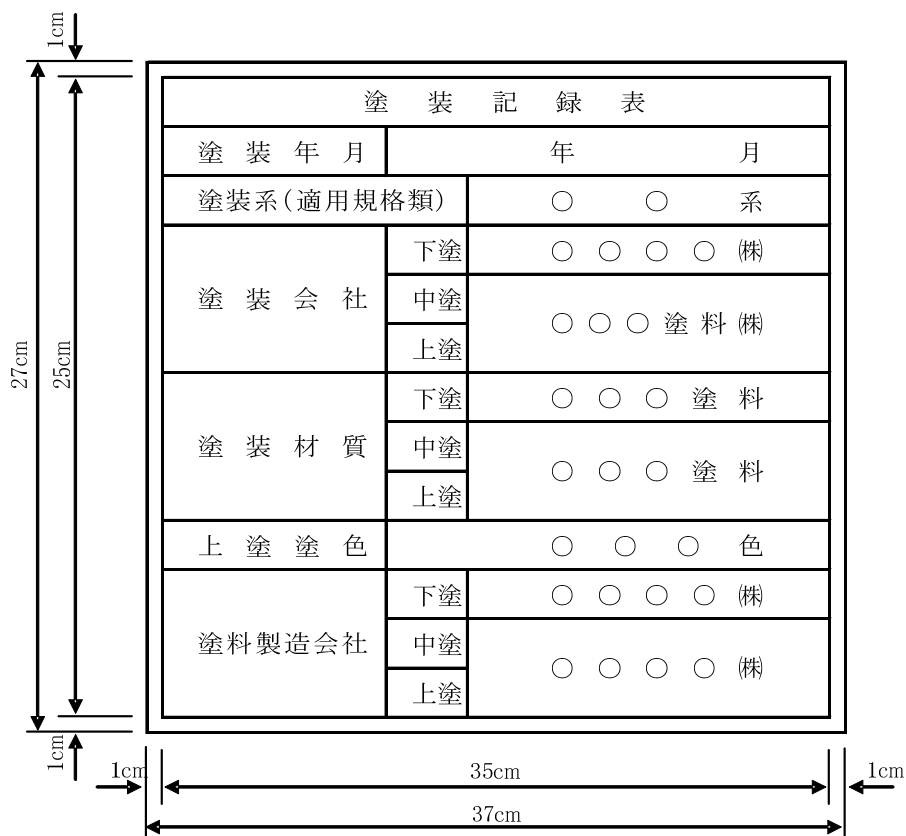 1cm
塗装記録表
塗装年月 年 月
塗装系(適用規格類) ○ ○ 系
塗装会社 下塗 ○○○○㈱
中塗 ○○○塗料㈱
上塗
塗装材質 下塗 ○○○塗料
中塗 ○○○塗料
上塗
上塗塗色 ○○○色
塗料製造会社 下塗 ○○○○㈱
中塗 ○○○○㈱
上塗
27cm
25cm
1cm
1cm 35cm 1cm
37cm